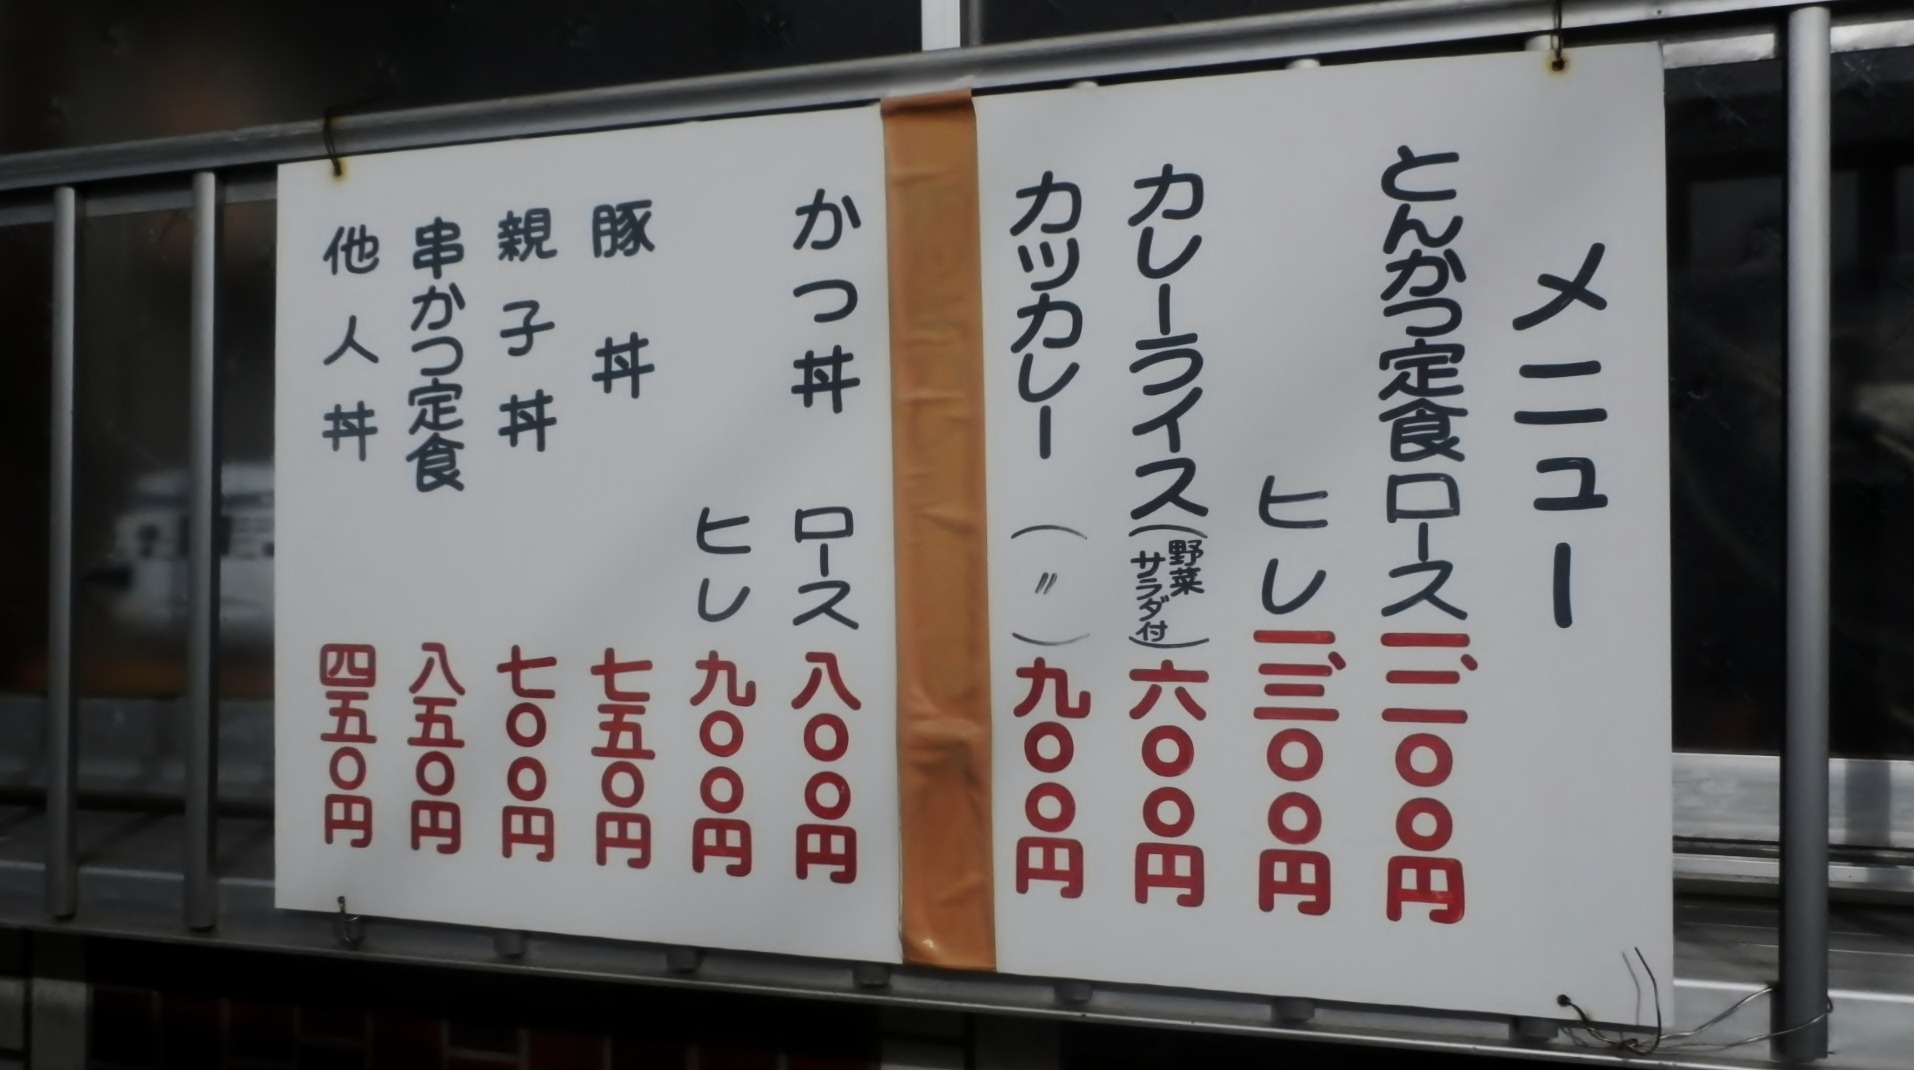 メニュー
とんかつ定食ロース一、二〇〇円
ヒレ一、三〇〇円
カレーライス(野菜サラダ付)六〇〇円
カツカレー(〃)九〇〇円
かつ丼 ロース 八〇〇円
ヒレ 九〇〇円
豚丼 七五〇円
親子丼 七〇〇円
串かつ定食 八五〇円
他人丼 四五〇円